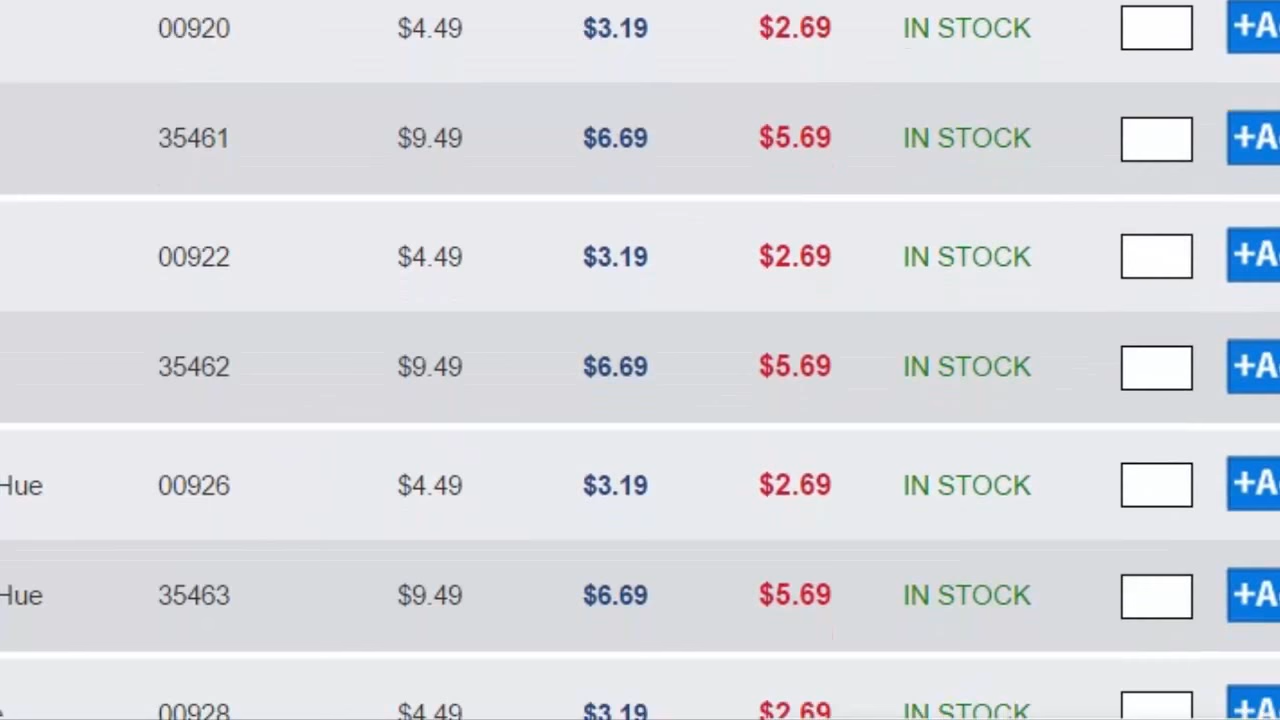 00920 $4.49 $3.19 $2.69 IN STOCK +A
35461 $9.49 $6.69 $5.69 IN STOCK +A
00922 $4.49 $3.19 $2.69 IN STOCK +A
35462 $9.49 $6.69 $5.69 IN STOCK +A
Hue 00926 $4.49 $3.19 $2.69 IN STOCK +A
Hue 35463 $9.49 $6.69 $5.69 IN STOCK +A
00928 $4.49 $3.19 $2.69 IN STOCK +A